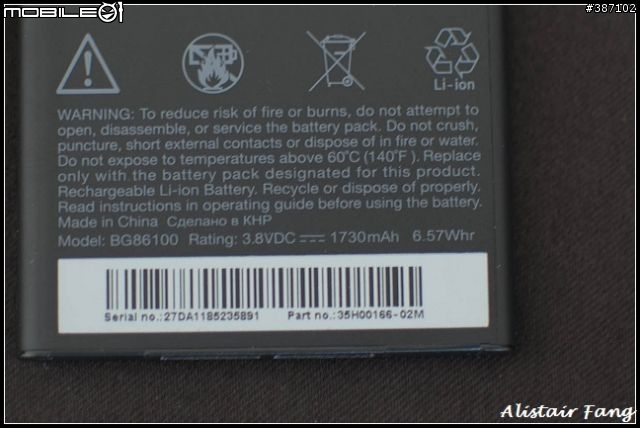 MOBILE01
#387102
Li-ion
WARNING: To reduce risk of fire or burns, do not attempt to
open, disassemble, or service the battery pack. Do not crush,
puncture, short external contacts or dispose of in fire or water.
Do not expose to temperatures above 60°C (140°F ). Replace
only with the battery pack designated for this product.
Rechargeable Li-ion Battery. Recycle or dispose of properly.
Read instructions in operating guide before using the battery.
Made in China Сделано в КНР
Model: BG86100 Rating: 3.8VDC ⎓ 1730mAh 6.57Whr
Serial no.:27DA1185235891 Part no.:35H00166-02M
Alistair Fang